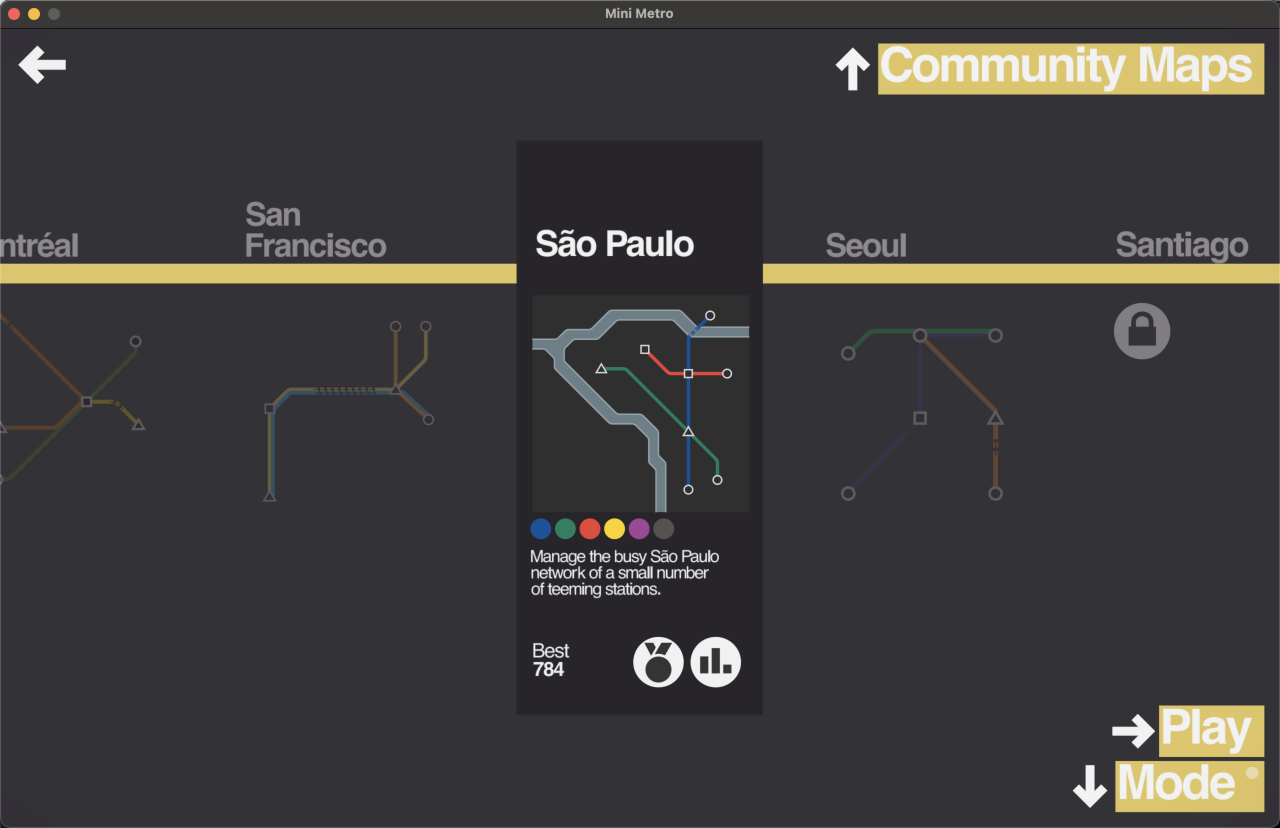 Mini Metro
Community Maps
ntréal
San
Francisco
São Paulo
Seoul
Santiago
Manage the busy São Paulo
network of a small number
of teeming stations.
Best
784
Play
Mode